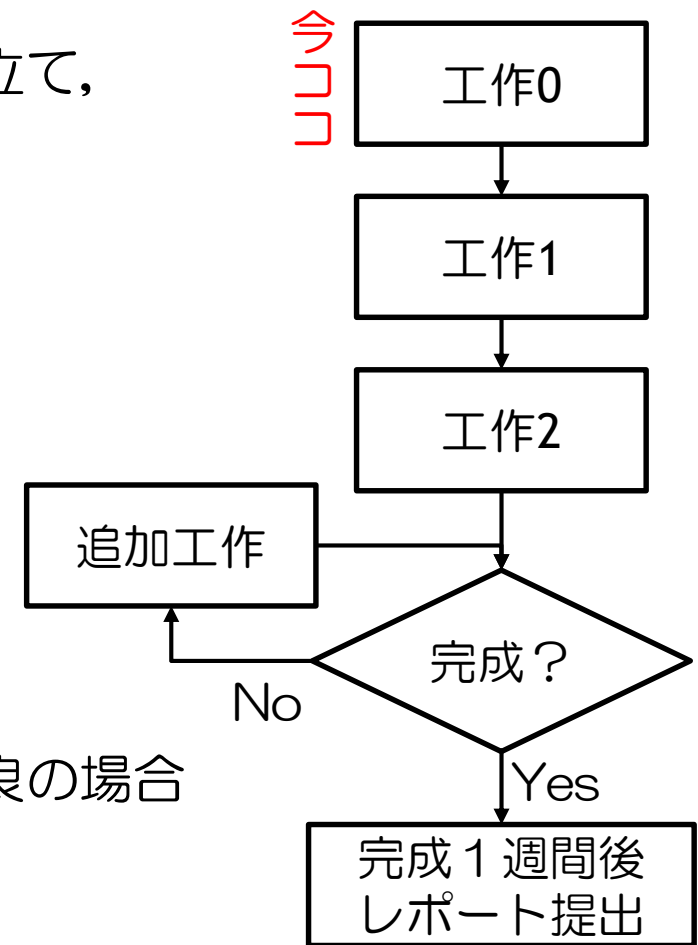 立て,
今ココ
工作0
工作1
工作2
追加工作
完成？
No
良の場合
Yes
完成１週間後
レポート提出